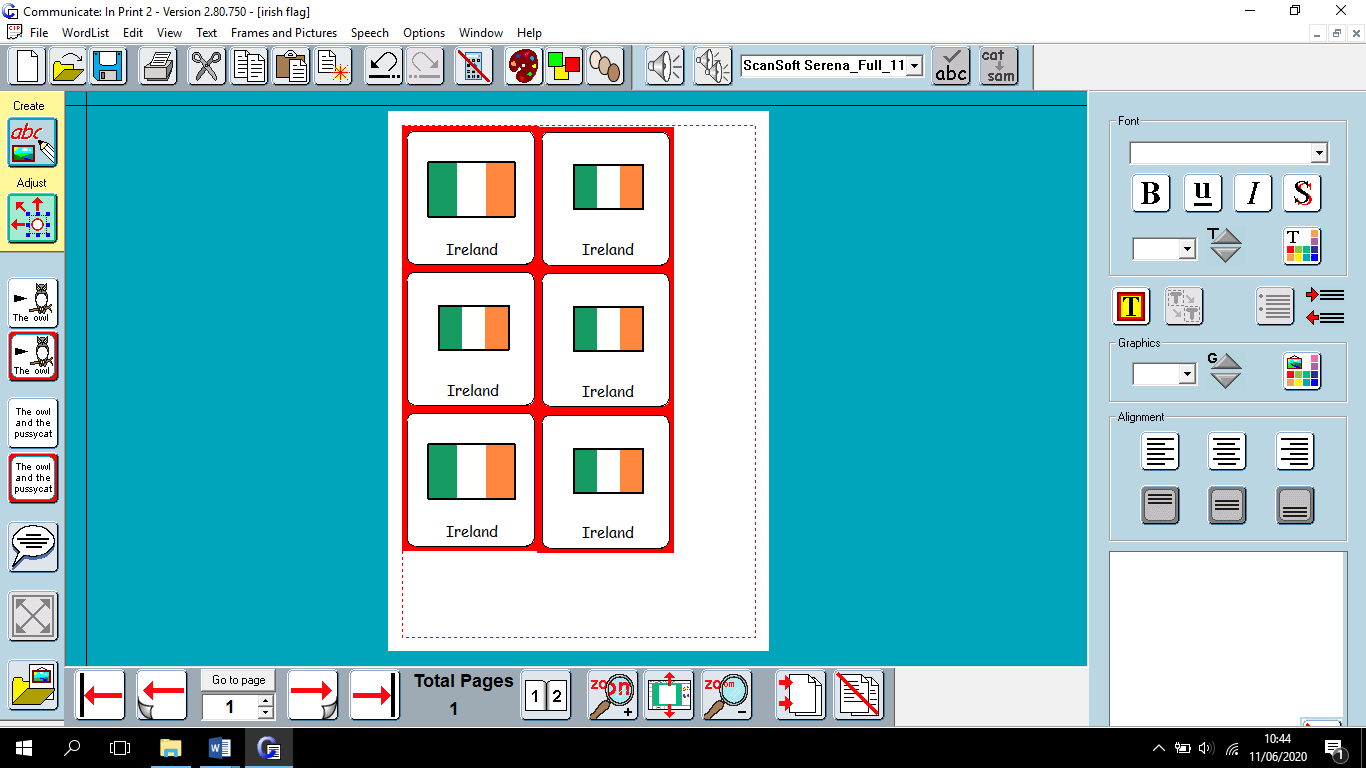 Communicate: In Print 2 - Version 2.80.750 - [irish flag]
File WordList Edit View Text Frames and Pictures Speech Options Window Help
ScanSoft Serena_Full_11
abc
cat
sam
Create
abc
Adjust
The owl
The owl
The owl
and the
pussycat
The owl
and the
pussycat
Ireland
Ireland
Ireland
Ireland
Ireland
Ireland
Font
B u I S
T
T
T
T
T
Graphics
G
Alignment
Go to page
1
Total Pages
1
1 2
zoom
+
zoom
-
10:44
11/06/2020
1